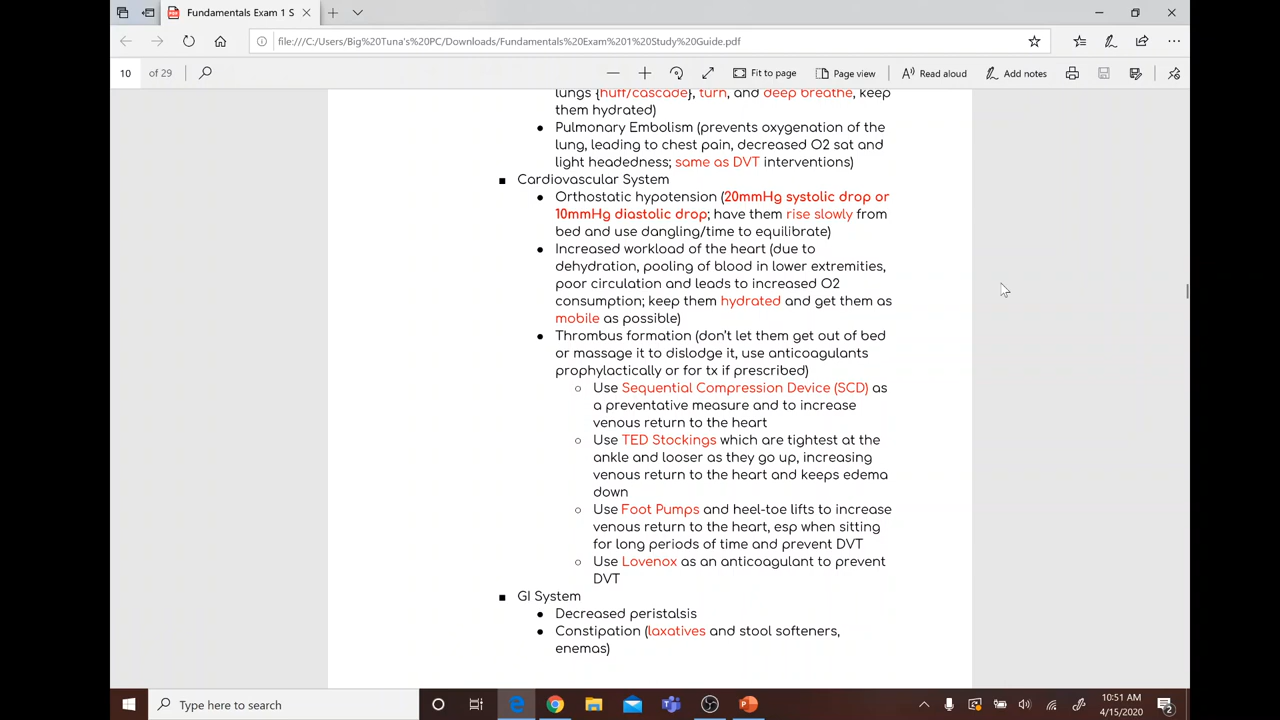 Fundamentals Exam 1 S
file:///C:/Users/Big%20Tuna's%20PC/Downloads/Fundamentals%20Exam%201%20Study%20Guide.pdf
10 of 29 Fit to page Page view Read aloud Add notes
lungs {huff/cascade}, turn, and deep breathe, keep
them hydrated)
● Pulmonary Embolism (prevents oxygenation of the
lung, leading to chest pain, decreased O2 sat and
light headedness; same as DVT interventions)
■ Cardiovascular System
● Orthostatic hypotension (20mmHg systolic drop or
10mmHg diastolic drop; have them rise slowly from
bed and use dangling/time to equilibrate)
● Increased workload of the heart (due to
dehydration, pooling of blood in lower extremities,
poor circulation and leads to increased O2
consumption; keep them hydrated and get them as
mobile as possible)
● Thrombus formation (don't let them get out of bed
or massage it to dislodge it, use anticoagulants
prophylactically or for tx if prescribed)
○ Use Sequential Compression Device (SCD) as
a preventative measure and to increase
venous return to the heart
○ Use TED Stockings which are tightest at the
ankle and looser as they go up, increasing
venous return to the heart and keeps edema
down
○ Use Foot Pumps and heel-toe lifts to increase
venous return to the heart, esp when sitting
for long periods of time and prevent DVT
○ Use Lovenox as an anticoagulant to prevent
DVT
■ GI System
● Decreased peristalsis
● Constipation (laxatives and stool softeners,
enemas)
Type here to search
10:51 AM
4/15/2020
2